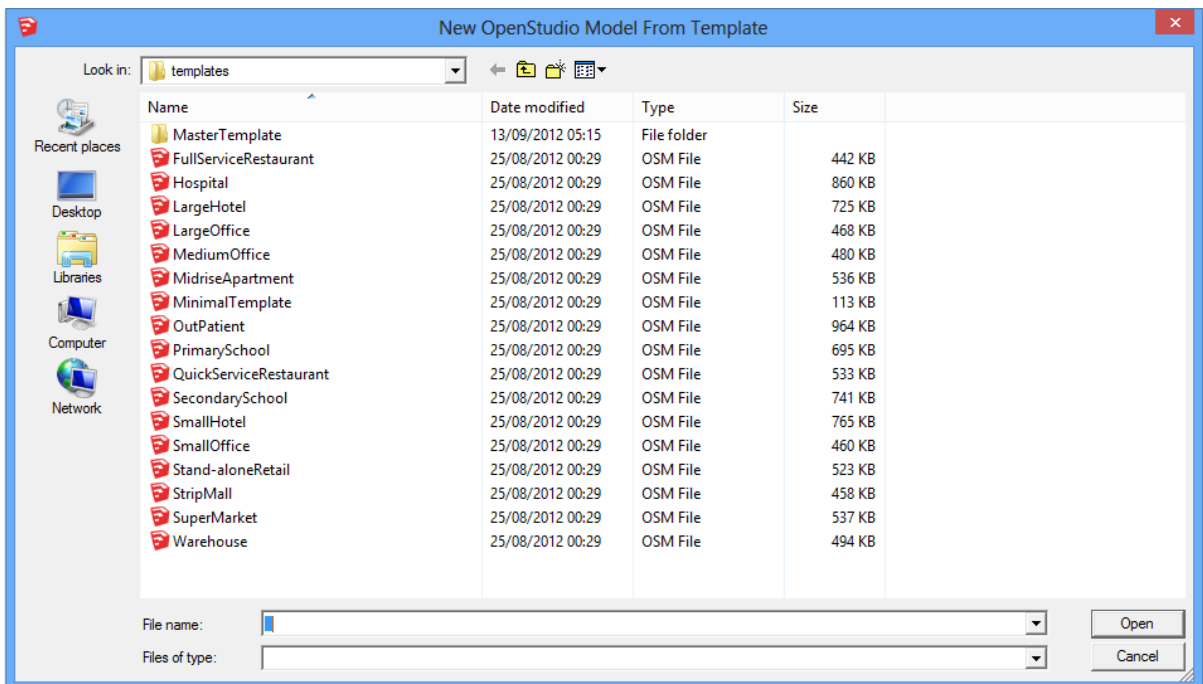 New OpenStudio Model From Template
Look in: templates
Name Date modified Type Size
MasterTemplate 13/09/2012 05:15 File folder
FullServiceRestaurant 25/08/2012 00:29 OSM File 442 KB
Hospital 25/08/2012 00:29 OSM File 860 KB
LargeHotel 25/08/2012 00:29 OSM File 725 KB
LargeOffice 25/08/2012 00:29 OSM File 468 KB
MediumOffice 25/08/2012 00:29 OSM File 480 KB
MidriseApartment 25/08/2012 00:29 OSM File 536 KB
MinimalTemplate 25/08/2012 00:29 OSM File 113 KB
OutPatient 25/08/2012 00:29 OSM File 964 KB
PrimarySchool 25/08/2012 00:29 OSM File 695 KB
QuickServiceRestaurant 25/08/2012 00:29 OSM File 533 KB
SecondarySchool 25/08/2012 00:29 OSM File 741 KB
SmallHotel 25/08/2012 00:29 OSM File 765 KB
SmallOffice 25/08/2012 00:29 OSM File 460 KB
Stand-aloneRetail 25/08/2012 00:29 OSM File 523 KB
StripMall 25/08/2012 00:29 OSM File 458 KB
SuperMarket 25/08/2012 00:29 OSM File 537 KB
Warehouse 25/08/2012 00:29 OSM File 494 KB
Recent places
Desktop
Libraries
Computer
Network
File name: Open
Files of type: Cancel